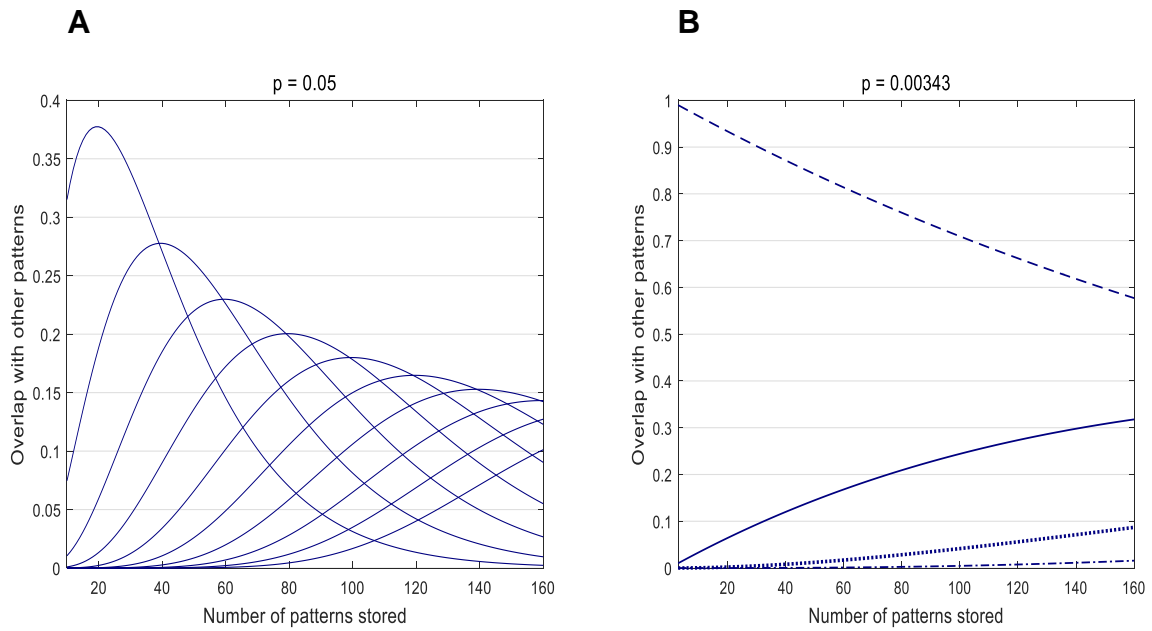 A
B
p = 0.05
p = 0.00343
Overlap with other patterns
0.4
0.35
0.3
0.25
0.2
0.15
0.1
0.05
0
20 40 60 80 100 120 140 160
Number of patterns stored
Overlap with other patterns
1
0.9
0.8
0.7
0.6
0.5
0.4
0.3
0.2
0.1
0
20 40 60 80 100 120 140 160
Number of patterns stored